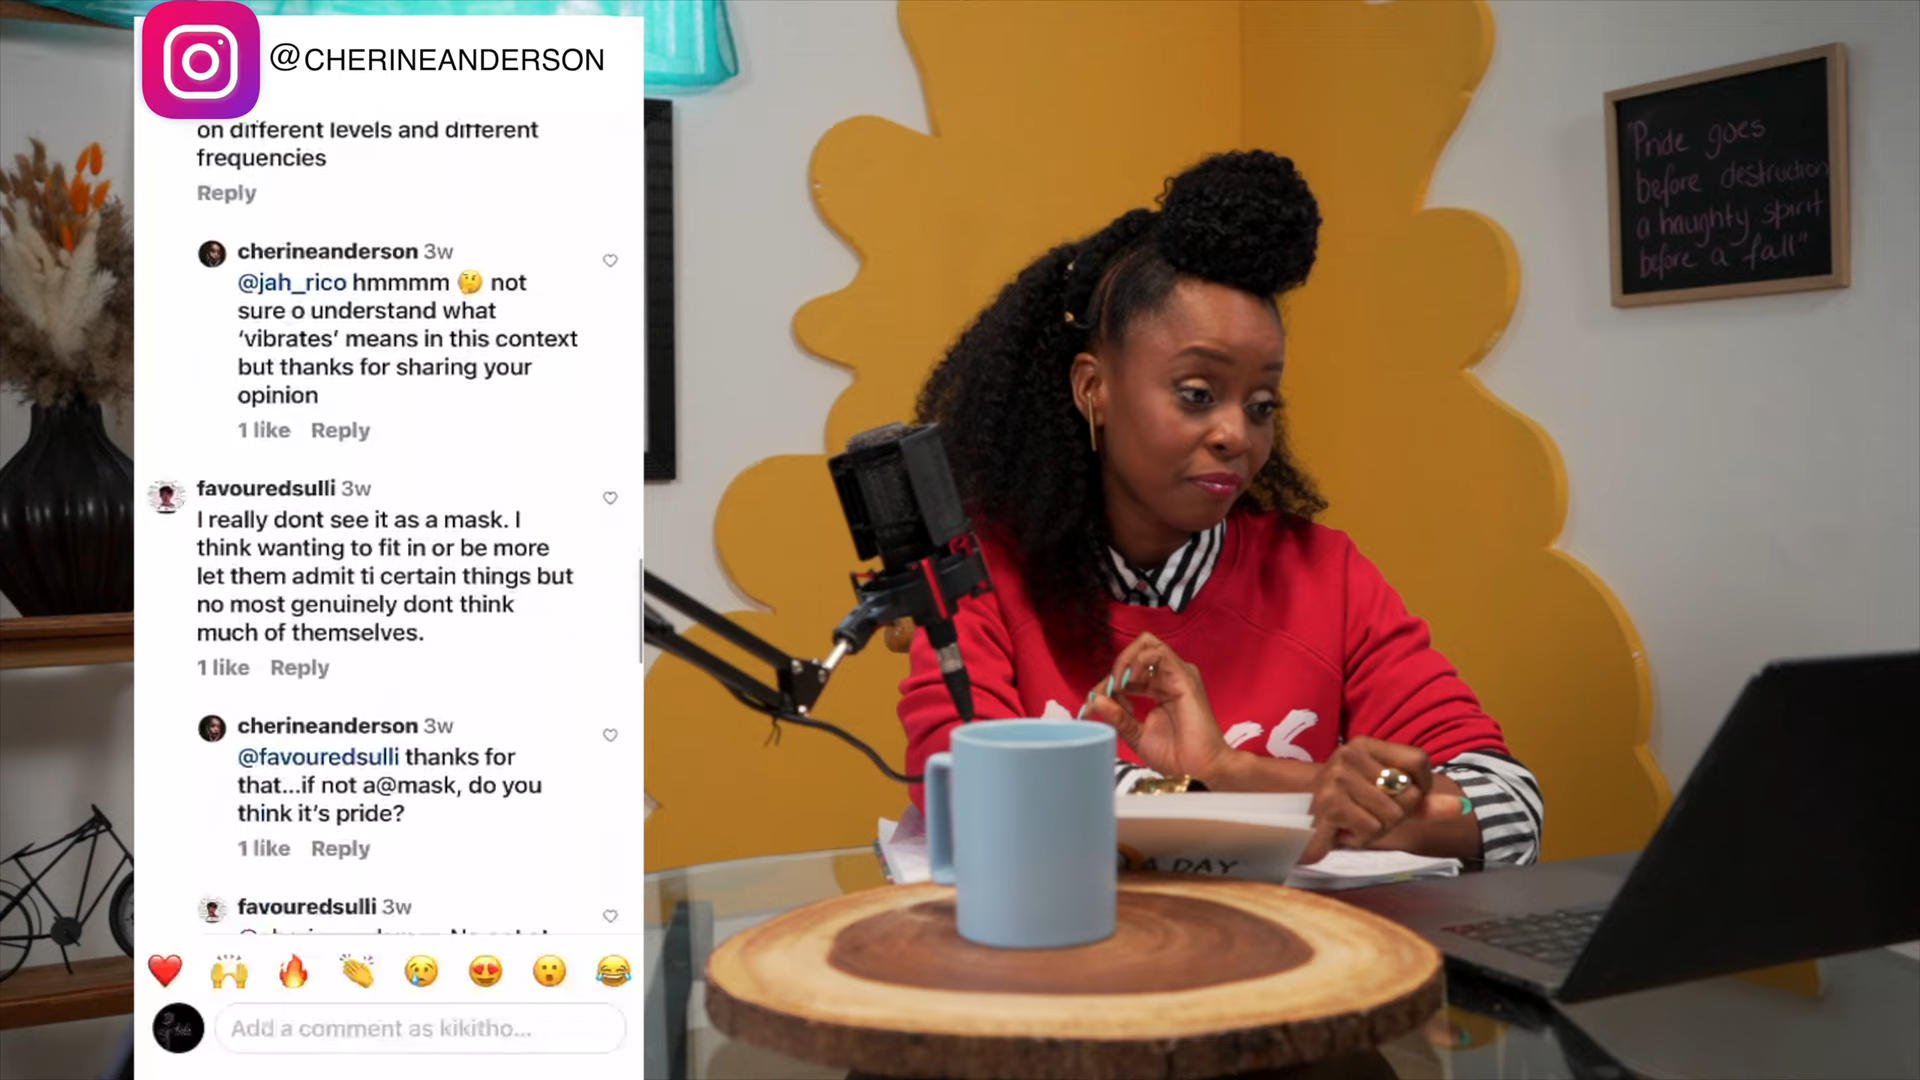 @CHERINEANDERSON
on different levels and different
frequencies
Reply
cherineanderson 3w
@jah_rico hmmmm 🤔 not
sure o understand what
‘vibrates’ means in this context
but thanks for sharing your
opinion
1 like Reply
favouredsulli 3w
I really dont see it as a mask. I
think wanting to fit in or be more
let them admit ti certain things but
no most genuinely dont think
much of themselves.
1 like Reply
cherineanderson 3w
@favouredsulli thanks for
that...if not a@mask, do you
think it’s pride?
1 like Reply
favouredsulli 3w
Add a comment as kikitho...
"Pride goes
before destruction
a haughty spirit
before a fall"
A DAY